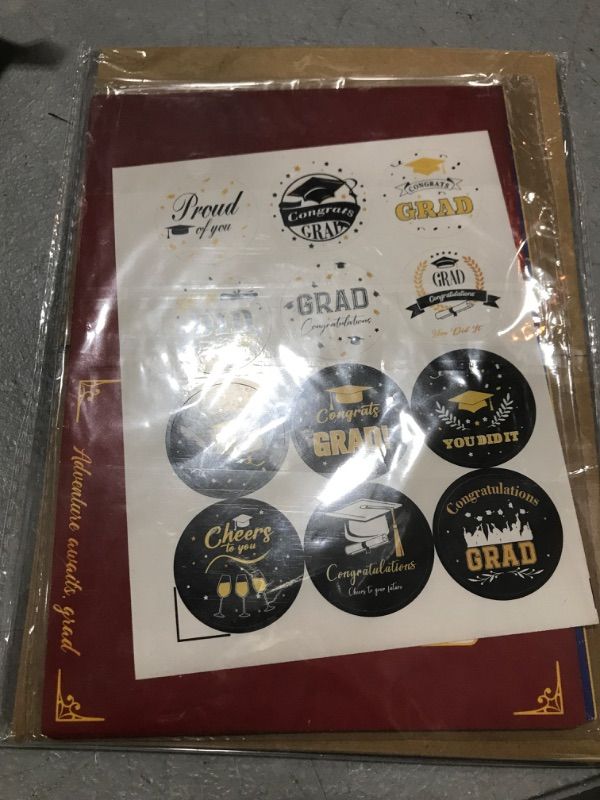 Proud
of you
Congrats
GRAD
CONGRATS
GRAD
GRAD
Congratulations
GRAD
Congratulations
You Did It
Congrats
GRAD!
YOU DID IT
Cheers
to you
Congratulations
Cheers to your future
Congratulations
GRAD
Adventure awaits, grad